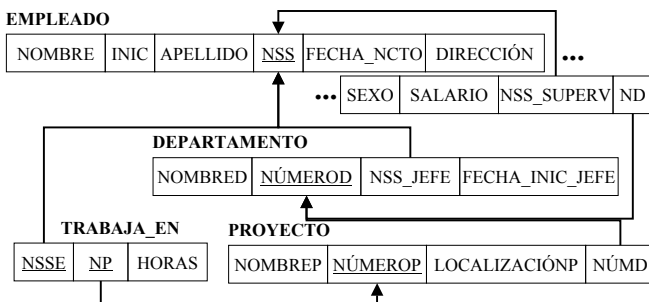 EMPLEADO
NOMBRE INIC APELLIDO NSS FECHA_NCTO DIRECCIÓN ...
... SEXO SALARIO NSS_SUPERV ND
DEPARTAMENTO
NOMBRED NÚMEROD NSS_JEFE FECHA_INIC_JEFE
TRABAJA_EN
NSSE NP HORAS
PROYECTO
NOMBREP NÚMEROP LOCALIZACIÓNP NÚMD